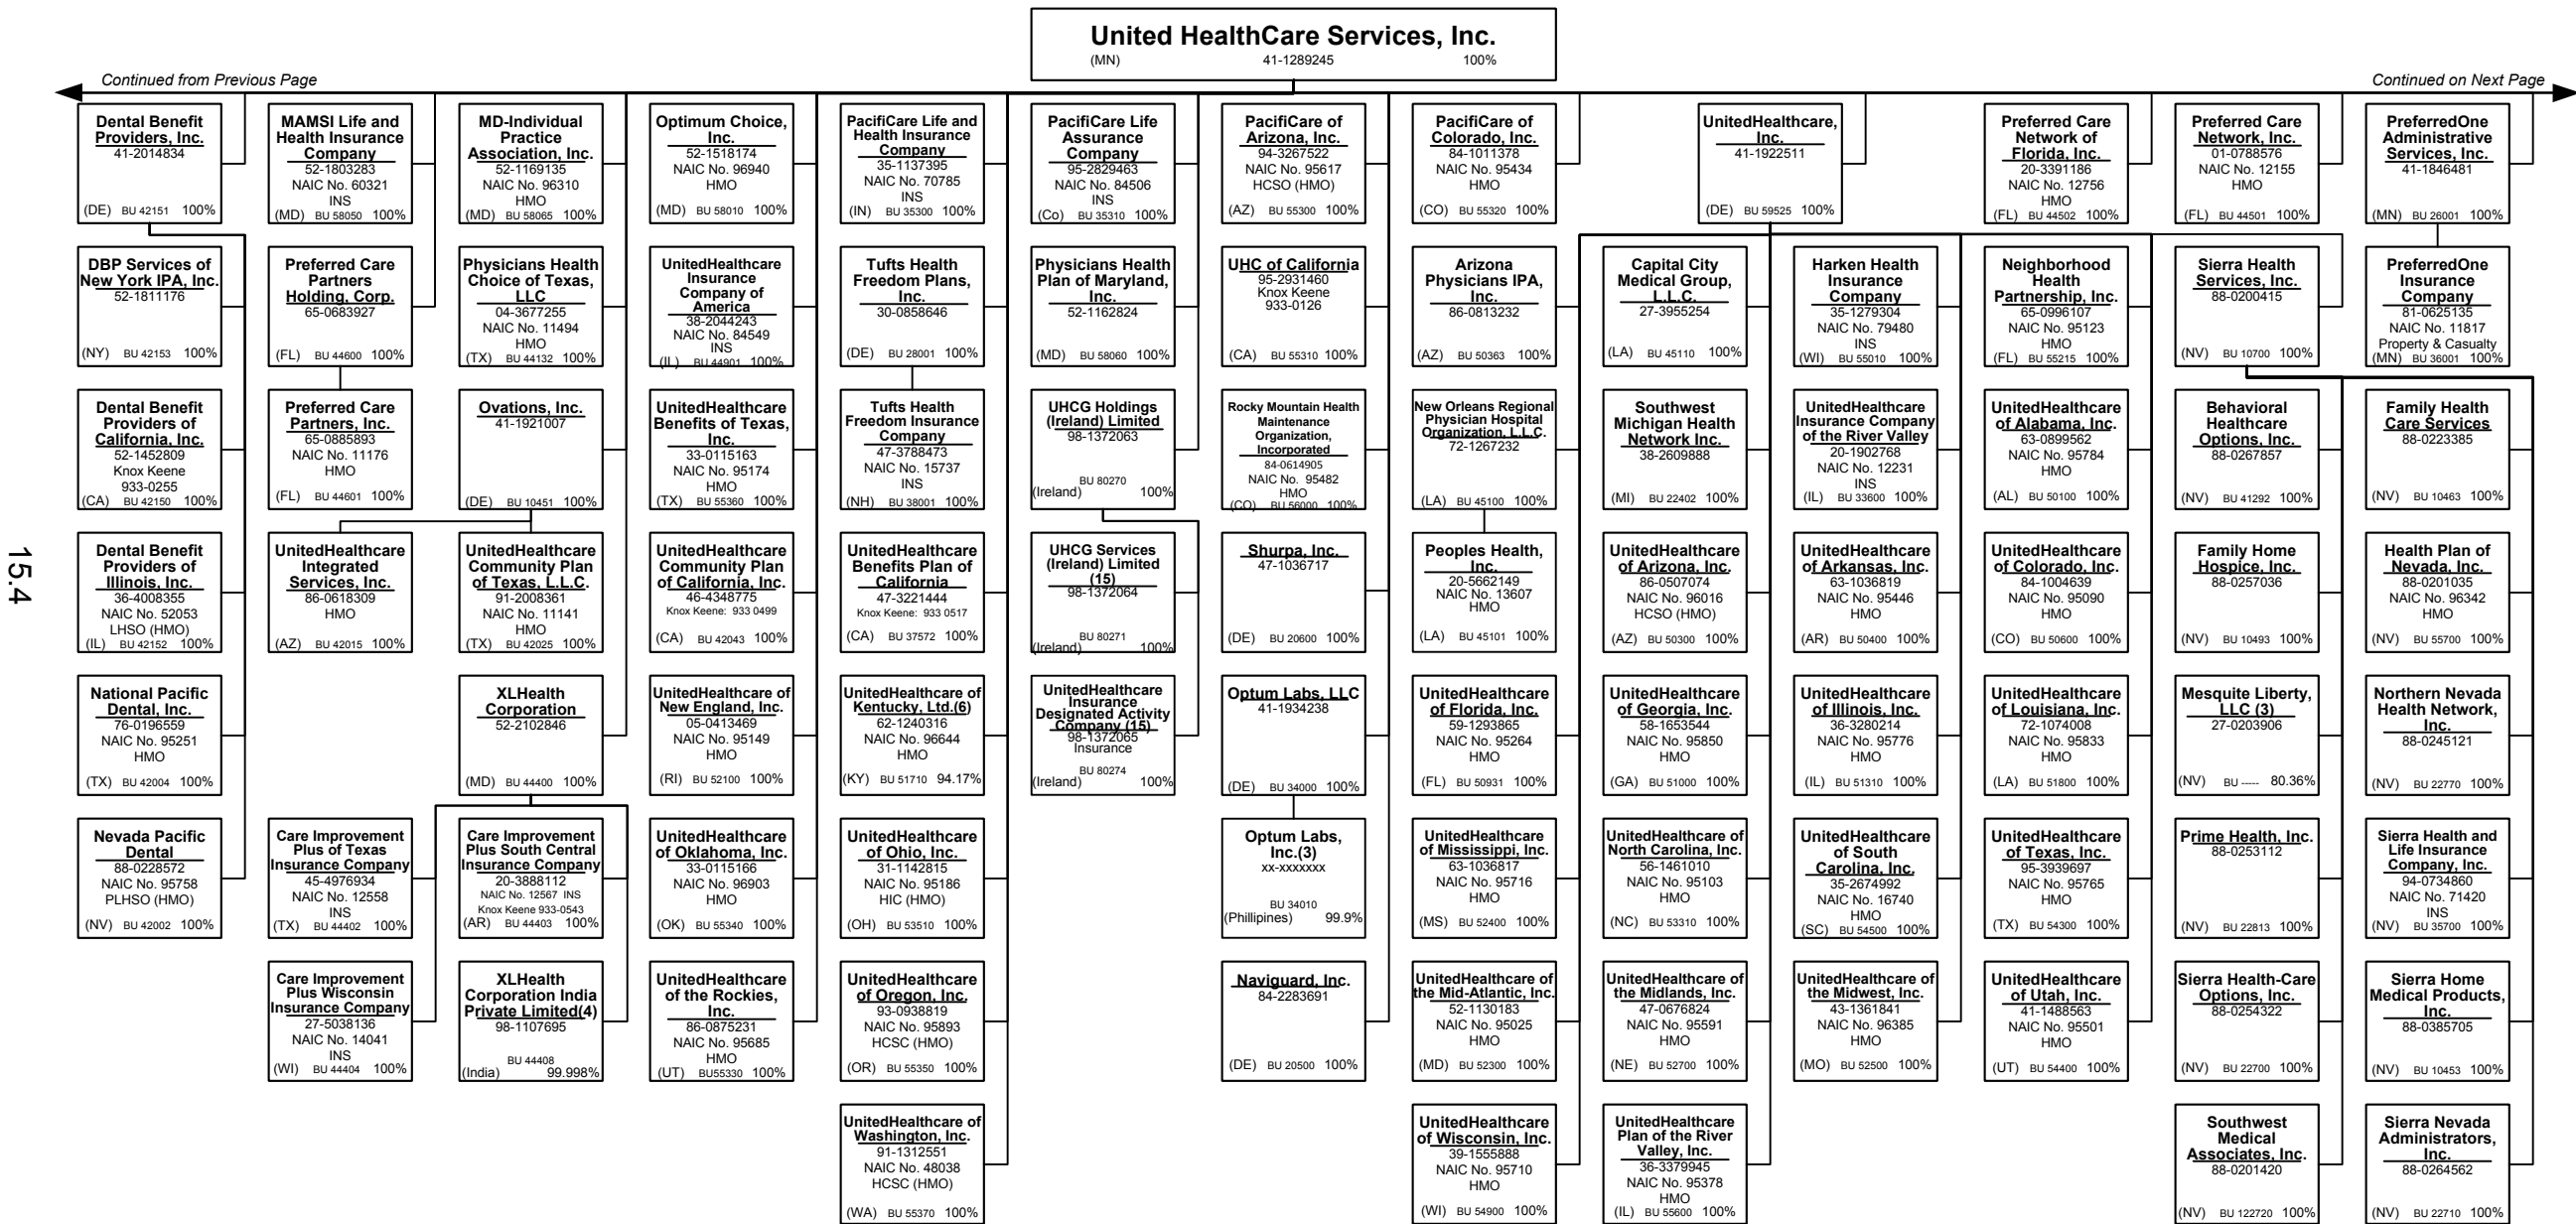 United HealthCare Services, Inc.
(MN) 41-1289245 100%
Continued from Previous Page
Continued on Next Page
Dental Benefit
Providers, Inc.
41-2014834
(DE) BU 42151 100%
MAMSI Life and
Health Insurance
Company
52-1803283
NAIC No. 60321
INS
(MD) BU 58050 100%
MD-Individual
Practice
Association, Inc.
52-1169135
NAIC No. 96310
HMO
(MD) BU 58065 100%
Optimum Choice,
Inc.
52-1518174
NAIC No. 96940
HMO
(MD) BU 58010 100%
PacifiCare Life and
Health Insurance
Company
35-1137395
NAIC No. 70785
INS
(IN) BU 35300 100%
PacifiCare Life
Assurance
Company
95-2829463
NAIC No. 84506
INS
(Co) BU 35310 100%
PacifiCare of
Arizona, Inc.
94-3267522
NAIC No. 95617
HCSO (HMO)
(AZ) BU 55300 100%
PacifiCare of
Colorado, Inc.
84-1011378
NAIC No. 95434
HMO
(CO) BU 55320 100%
UnitedHealthcare,
Inc.
41-1922511
(DE) BU 59525 100%
Preferred Care
Network of
Florida, Inc.
20-3391186
NAIC No. 12756
HMO
(FL) BU 44502 100%
Preferred Care
Network, Inc.
01-0788576
NAIC No. 12155
HMO
(FL) BU 44501 100%
PreferredOne
Administrative
Services, Inc.
41-1846481
(MN) BU 26001 100%
DBP Services of
New York IPA, Inc.
52-1811176
(NY) BU 42153 100%
Preferred Care
Partners
Holding, Corp.
65-0683927
(FL) BU 44600 100%
Physicians Health
Choice of Texas,
LLC
04-3677255
NAIC No. 11494
HMO
(TX) BU 44132 100%
UnitedHealthcare
Insurance
Company of
America
38-2044243
NAIC No. 84549
INS
(IL) BU 44901 100%
Tufts Health
Freedom Plans,
Inc.
30-0858646
(DE) BU 28001 100%
Physicians Health
Plan of Maryland,
Inc.
52-1162824
(MD) BU 58060 100%
UHC of California
95-2931460
Knox Keene
933-0126
(CA) BU 55310 100%
Arizona
Physicians IPA,
Inc.
86-0813232
(AZ) BU 50363 100%
Capital City
Medical Group,
L.L.C.
27-3955254
(LA) BU 45110 100%
Harken Health
Insurance
Company
35-1279304
NAIC No. 79480
INS
(WI) BU 55010 100%
Neighborhood
Health
Partnership, Inc.
65-0996107
NAIC No. 95123
HMO
(FL) BU 55215 100%
Sierra Health
Services, Inc.
88-0200415
(NV) BU 10700 100%
PreferredOne
Insurance
Company
81-0625135
NAIC No. 11817
Property & Casualty
(MN) BU 36001 100%
Dental Benefit
Providers of
California, Inc.
52-1452809
Knox Keene
933-0255
(CA) BU 42150 100%
Preferred Care
Partners, Inc.
65-0885893
NAIC No. 11176
HMO
(FL) BU 44601 100%
Ovations, Inc.
41-1921007
(DE) BU 10451 100%
UnitedHealthcare
Benefits of Texas,
Inc.
33-0115163
NAIC No. 95174
HMO
(TX) BU 55360 100%
Tufts Health
Freedom Insurance
Company
47-3788473
NAIC No. 15737
INS
(NH) BU 38001 100%
UHCG Holdings
(Ireland) Limited
98-1372063
BU 80270
(Ireland) 100%
Rocky Mountain Health
Maintenance
Organization,
Incorporated
84-0614905
NAIC No. 95482
HMO
(CO) BU 56000 100%
New Orleans Regional
Physician Hospital
Organization, L.L.C.
72-1267232
(LA) BU 45100 100%
Southwest
Michigan Health
Network Inc.
38-2609888
(MI) BU 22402 100%
UnitedHealthcare
Insurance Company
of the River Valley
20-1902768
NAIC No. 12231
INS
(IL) BU 33600 100%
UnitedHealthcare
of Alabama, Inc.
63-0899562
NAIC No. 95784
HMO
(AL) BU 50100 100%
Behavioral
Healthcare
Options, Inc.
88-0267857
(NV) BU 41292 100%
Family Health
Care Services
88-0223385
(NV) BU 10463 100%
15.4
Dental Benefit
Providers of
Illinois, Inc.
36-4008355
NAIC No. 52053
LHSO (HMO)
(IL) BU 42152 100%
UnitedHealthcare
Integrated
Services, Inc.
86-0618309
HMO
(AZ) BU 42015 100%
UnitedHealthcare
Community Plan
of Texas, L.L.C.
91-2008361
NAIC No. 11141
HMO
(TX) BU 42025 100%
UnitedHealthcare
Community Plan
of California, Inc.
46-4348775
Knox Keene: 933 0499
(CA) BU 42043 100%
UnitedHealthcare
Benefits Plan of
California
47-3221444
Knox Keene: 933 0517
(CA) BU 37572 100%
UHCG Services
(Ireland) Limited
(15)
98-1372064
BU 80271
(Ireland) 100%
Shurpa, Inc.
47-1036717
(DE) BU 20600 100%
Peoples Health,
Inc.
20-5662149
NAIC No. 13607
HMO
(LA) BU 45101 100%
UnitedHealthcare
of Arizona, Inc.
86-0507074
NAIC No. 96016
HCSO (HMO)
(AZ) BU 50300 100%
UnitedHealthcare
of Arkansas, Inc.
63-1036819
NAIC No. 95446
HMO
(AR) BU 50400 100%
UnitedHealthcare
of Colorado, Inc.
84-1004639
NAIC No. 95090
HMO
(CO) BU 50600 100%
Family Home
Hospice, Inc.
88-0257036
(NV) BU 10493 100%
Health Plan of
Nevada, Inc.
88-0201035
NAIC No. 96342
HMO
(NV) BU 55700 100%
National Pacific
Dental, Inc.
76-0196559
NAIC No. 95251
HMO
(TX) BU 42004 100%
XLHealth
Corporation
52-2102846
(MD) BU 44400 100%
UnitedHealthcare of
New England, Inc.
05-0413469
NAIC No. 95149
HMO
(RI) BU 52100 100%
UnitedHealthcare of
Kentucky, Ltd.(6)
62-1240316
NAIC No. 96644
HMO
(KY) BU 51710 94.17%
UnitedHealthcare
Insurance
Designated Activity
Company (15)
98-1372065
Insurance
BU 80274
(Ireland) 100%
Optum Labs, LLC
41-1934238
(DE) BU 34000 100%
UnitedHealthcare
of Florida, Inc.
59-1293865
NAIC No. 95264
HMO
(FL) BU 50931 100%
UnitedHealthcare
of Georgia, Inc.
58-1653544
NAIC No. 95850
HMO
(GA) BU 51000 100%
UnitedHealthcare
of Illinois, Inc.
36-3280214
NAIC No. 95776
HMO
(IL) BU 51310 100%
UnitedHealthcare
of Louisiana, Inc.
72-1074008
NAIC No. 95833
HMO
(LA) BU 51800 100%
Mesquite Liberty,
LLC (3)
27-0203906
(NV) BU ----- 80.36%
Northern Nevada
Health Network,
Inc.
88-0245121
(NV) BU 22770 100%
Nevada Pacific
Dental
88-0228572
NAIC No. 95758
PLHSO (HMO)
(NV) BU 42002 100%
Care Improvement
Plus of Texas
Insurance Company
45-4976934
NAIC No. 12558
INS
(TX) BU 44402 100%
Care Improvement
Plus South Central
Insurance Company
20-3888112
NAIC No. 12567 INS
Knox Keene 933-0543
(AR) BU 44403 100%
UnitedHealthcare
of Oklahoma, Inc.
33-0115166
NAIC No. 96903
HMO
(OK) BU 55340 100%
UnitedHealthcare
of Ohio, Inc.
31-1142815
NAIC No. 95186
HIC (HMO)
(OH) BU 53510 100%
Optum Labs,
Inc.(3)
xx-xxxxxxx
BU 34010
(Phillipines) 99.9%
UnitedHealthcare
of Mississippi, Inc.
63-1036817
NAIC No. 95716
HMO
(MS) BU 52400 100%
UnitedHealthcare of
North Carolina, Inc.
56-1461010
NAIC No. 95103
HMO
(NC) BU 53310 100%
UnitedHealthcare
of South
Carolina, Inc.
35-2674992
NAIC No. 16740
HMO
(SC) BU 54500 100%
UnitedHealthcare
of Texas, Inc.
95-3939697
NAIC No. 95765
HMO
(TX) BU 54300 100%
Prime Health, Inc.
88-0253112
(NV) BU 22813 100%
Sierra Health and
Life Insurance
Company, Inc.
94-0734860
NAIC No. 71420
INS
(NV) BU 35700 100%
Care Improvement
Plus Wisconsin
Insurance Company
27-5038136
NAIC No. 14041
INS
(WI) BU 44404 100%
XLHealth
Corporation India
Private Limited(4)
98-1107695
BU 44408
(India) 99.998%
UnitedHealthcare
of the Rockies,
Inc.
86-0875231
NAIC No. 95685
HMO
(UT) BU55330 100%
UnitedHealthcare
of Oregon, Inc.
93-0938819
NAIC No. 95893
HCSC (HMO)
(OR) BU 55350 100%
Naviguard, Inc.
84-2283691
(DE) BU 20500 100%
UnitedHealthcare of
the Mid-Atlantic, Inc.
52-1130183
NAIC No. 95025
HMO
(MD) BU 52300 100%
UnitedHealthcare of
the Midlands, Inc.
47-0676824
NAIC No. 95591
HMO
(NE) BU 52700 100%
UnitedHealthcare of
the Midwest, Inc.
43-1361841
NAIC No. 96385
HMO
(MO) BU 52500 100%
UnitedHealthcare
of Utah, Inc.
41-1488563
NAIC No. 95501
HMO
(UT) BU 54400 100%
Sierra Health-Care
Options, Inc.
88-0254322
(NV) BU 22700 100%
Sierra Home
Medical Products,
Inc.
88-0385705
(NV) BU 10453 100%
UnitedHealthcare of
Washington, Inc.
91-1312551
NAIC No. 48038
HCSC (HMO)
(WA) BU 55370 100%
UnitedHealthcare
of Wisconsin, Inc.
39-1555888
NAIC No. 95710
HMO
(WI) BU 54900 100%
UnitedHealthcare
Plan of the River
Valley, Inc.
36-3379945
NAIC No. 95378
HMO
(IL) BU 55600 100%
Southwest
Medical
Associates, Inc.
88-0201420
(NV) BU 122720 100%
Sierra Nevada
Administrators,
Inc.
88-0264562
(NV) BU 22710 100%